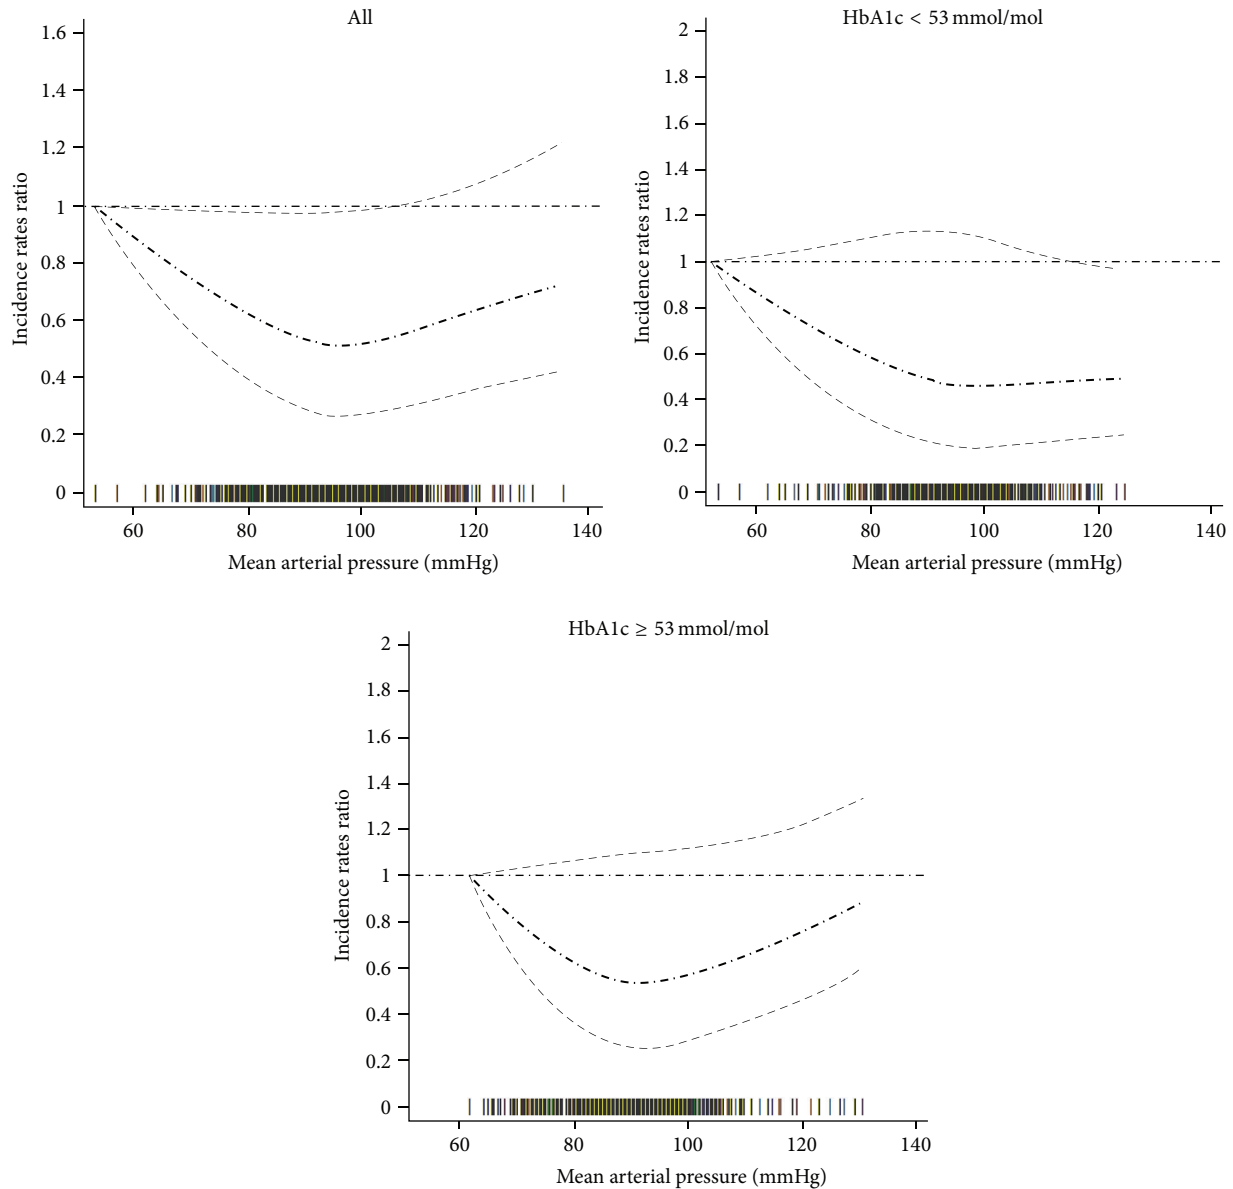 All
1.6
1.4
1.2
1
0.8
0.6
0.4
0.2
0
Incidence rates ratio
60 80 100 120 140
Mean arterial pressure (mmHg)
HbA1c < 53 mmol/mol
2
1.8
1.6
1.4
1.2
1
0.8
0.6
0.4
0.2
0
Incidence rates ratio
60 80 100 120 140
Mean arterial pressure (mmHg)
HbA1c ≥ 53 mmol/mol
2
1.8
1.6
1.4
1.2
1
0.8
0.6
0.4
0.2
0
Incidence rates ratio
60 80 100 120 140
Mean arterial pressure (mmHg)